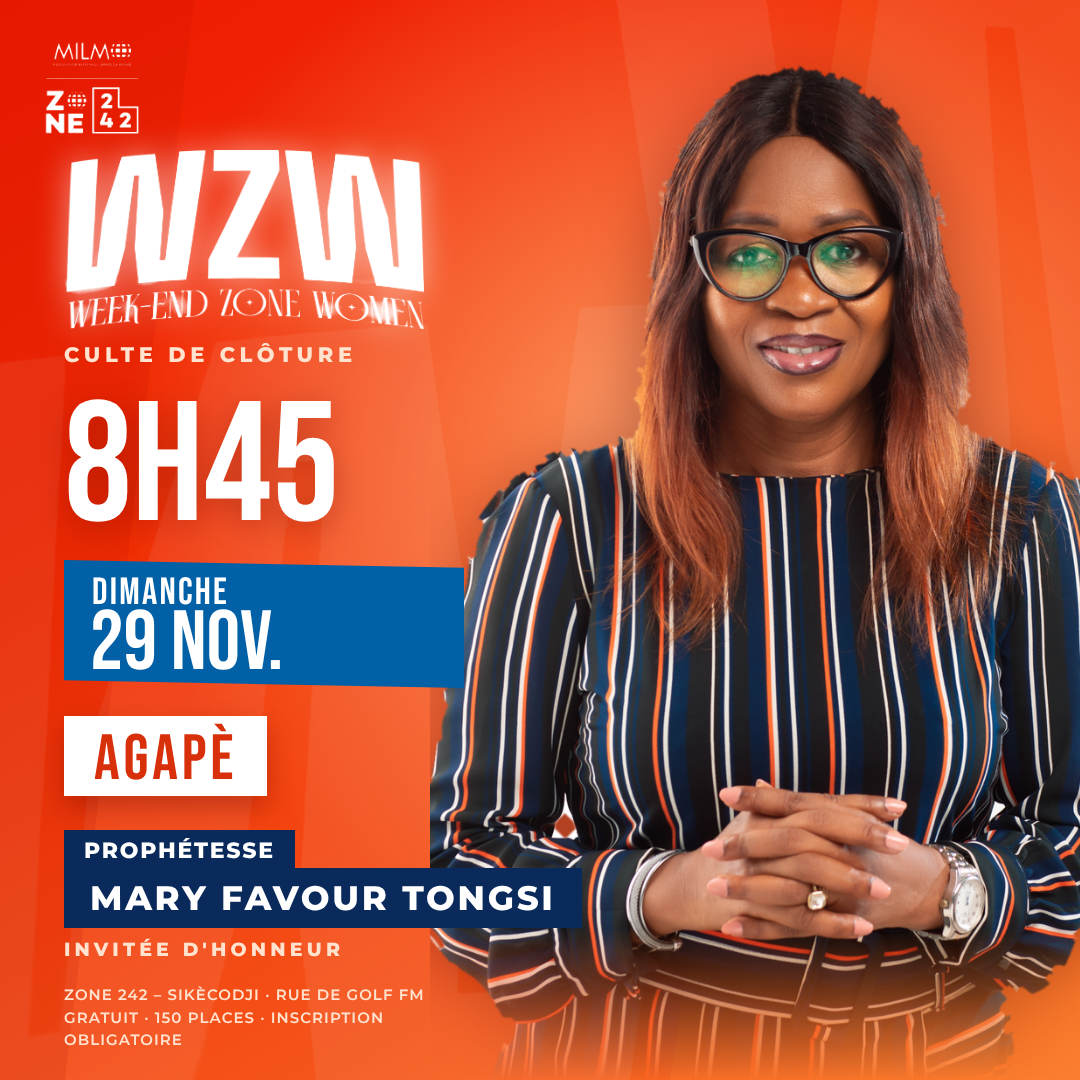 MILM
ZONE 242
WZW
WEEK-END ZONE WOMEN
CULTE DE CLÔTURE
8H45
DIMANCHE
29 NOV.
AGAPÈ
PROPHÉTESSE
MARY FAVOUR TONGSI
INVITÉE D'HONNEUR
ZONE 242 – SIKÈCODJI · RUE DE GOLF FM
GRATUIT · 150 PLACES · INSCRIPTION
OBLIGATOIRE